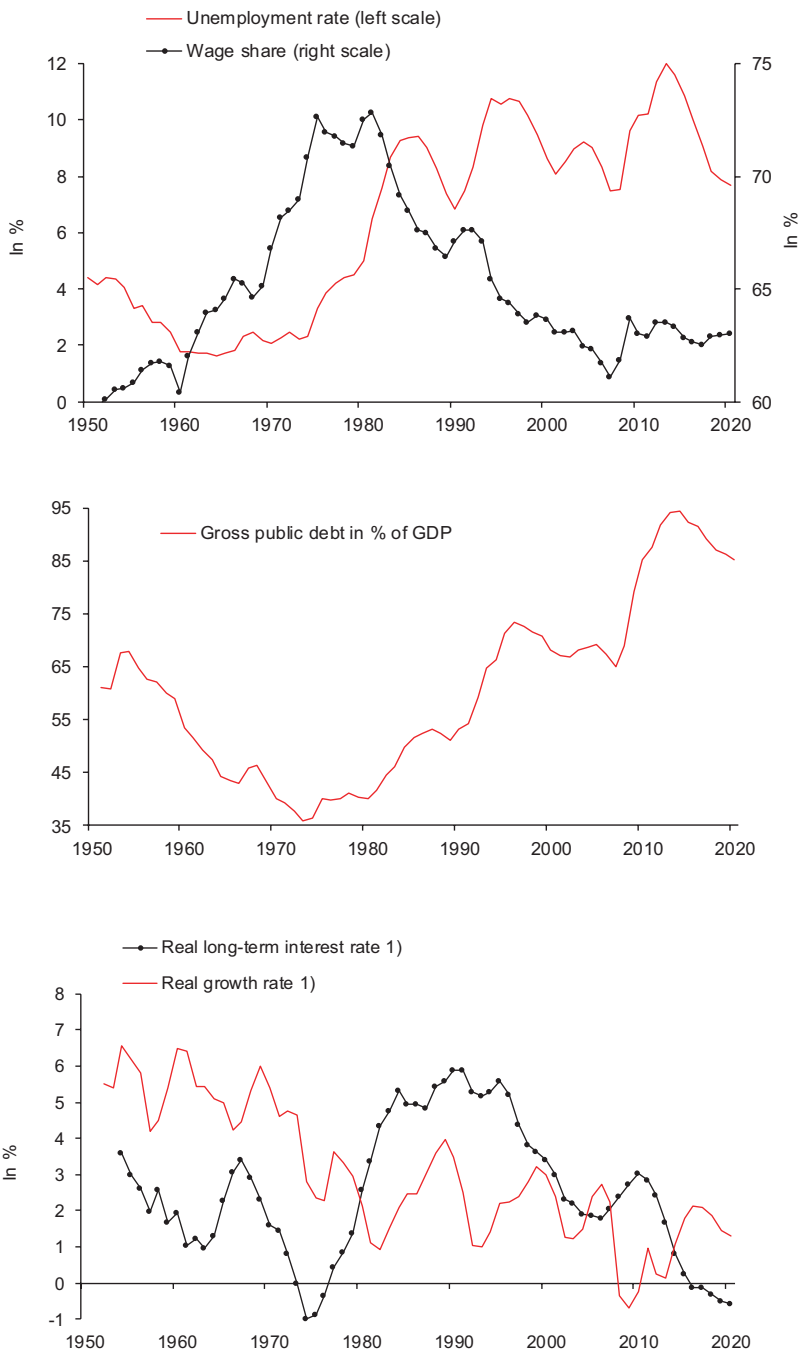 Unemployment rate (left scale)
Wage share (right scale)
12
75
10
8
70
In %
In %
6
4
65
2
0
60
1950 1960 1970 1980 1990 2000 2010 2020
95
Gross public debt in % of GDP
85
75
65
55
45
35
1950 1960 1970 1980 1990 2000 2010 2020
Real long-term interest rate 1)
Real growth rate 1)
8
7
6
5
4
In %
3
2
1
0
-1
1950 1960 1970 1980 1990 2000 2010 2020